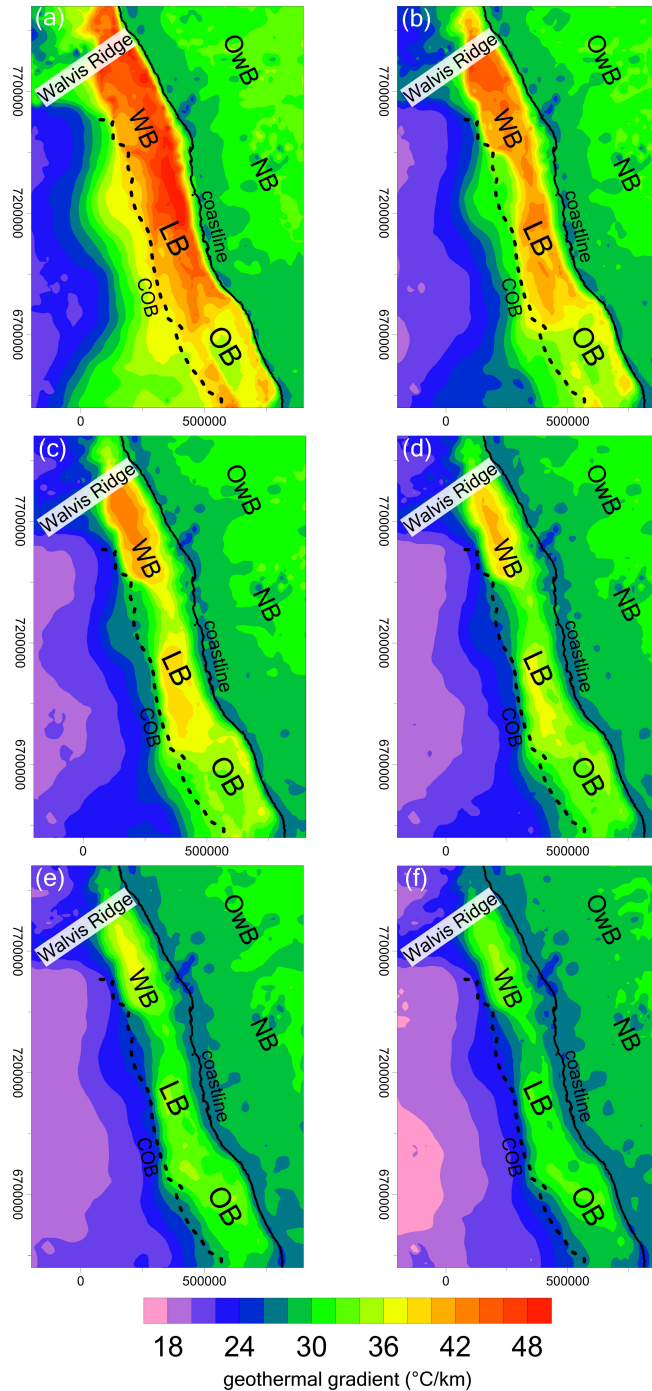 (a)
Walvis Ridge
OwB
WB
NB
LB
coastline
COB
OB
7700000
7200000
6700000
0
500000
(b)
Walvis Ridge
OwB
WB
NB
LB
coastline
COB
OB
7700000
7200000
6700000
0
500000
(c)
Walvis Ridge
OwB
WB
NB
LB
coastline
COB
OB
7700000
7200000
6700000
0
500000
(d)
Walvis Ridge
OwB
WB
NB
LB
coastline
COB
OB
7700000
7200000
6700000
0
500000
(e)
Walvis Ridge
OwB
WB
NB
LB
coastline
COB
OB
7700000
7200000
6700000
0
500000
(f)
Walvis Ridge
OwB
WB
NB
LB
coastline
COB
OB
7700000
7200000
6700000
0
500000
18 24 30 36 42 48
geothermal gradient (°C/km)